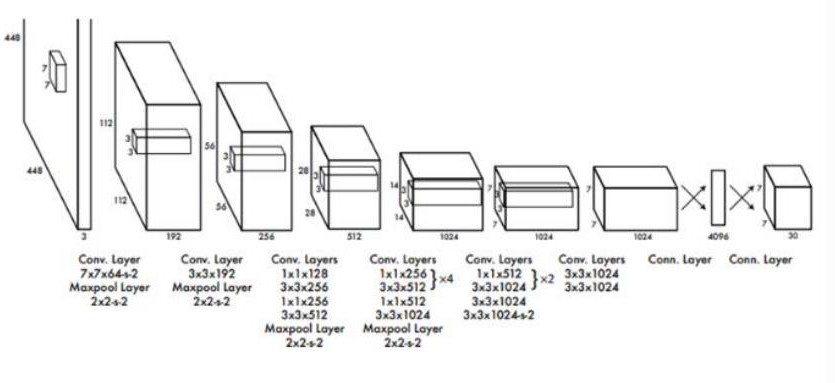 448
448
7
7
3
112
112
3
3
192
56
56
3
3
256
28
28
3
3
512
14
14
3
3
1024
7
7
3
3
1024
7
7
1024
4096
7
7
30
Conv. Layer
7x7x64-s-2
Maxpool Layer
2x2-s-2
Conv. Layer
3x3x192
Maxpool Layer
2x2-s-2
Conv. Layers
1x1x128
3x3x256
1x1x256
3x3x512
Maxpool Layer
2x2-s-2
Conv. Layers
1x1x256
3x3x512
}×4
1x1x512
3x3x1024
Maxpool Layer
2x2-s-2
Conv. Layers
1x1x512
3x3x1024
}×2
3x3x1024
3x3x1024-s-2
Conv. Layers
3x3x1024
3x3x1024
Conn. Layer
Conn. Layer